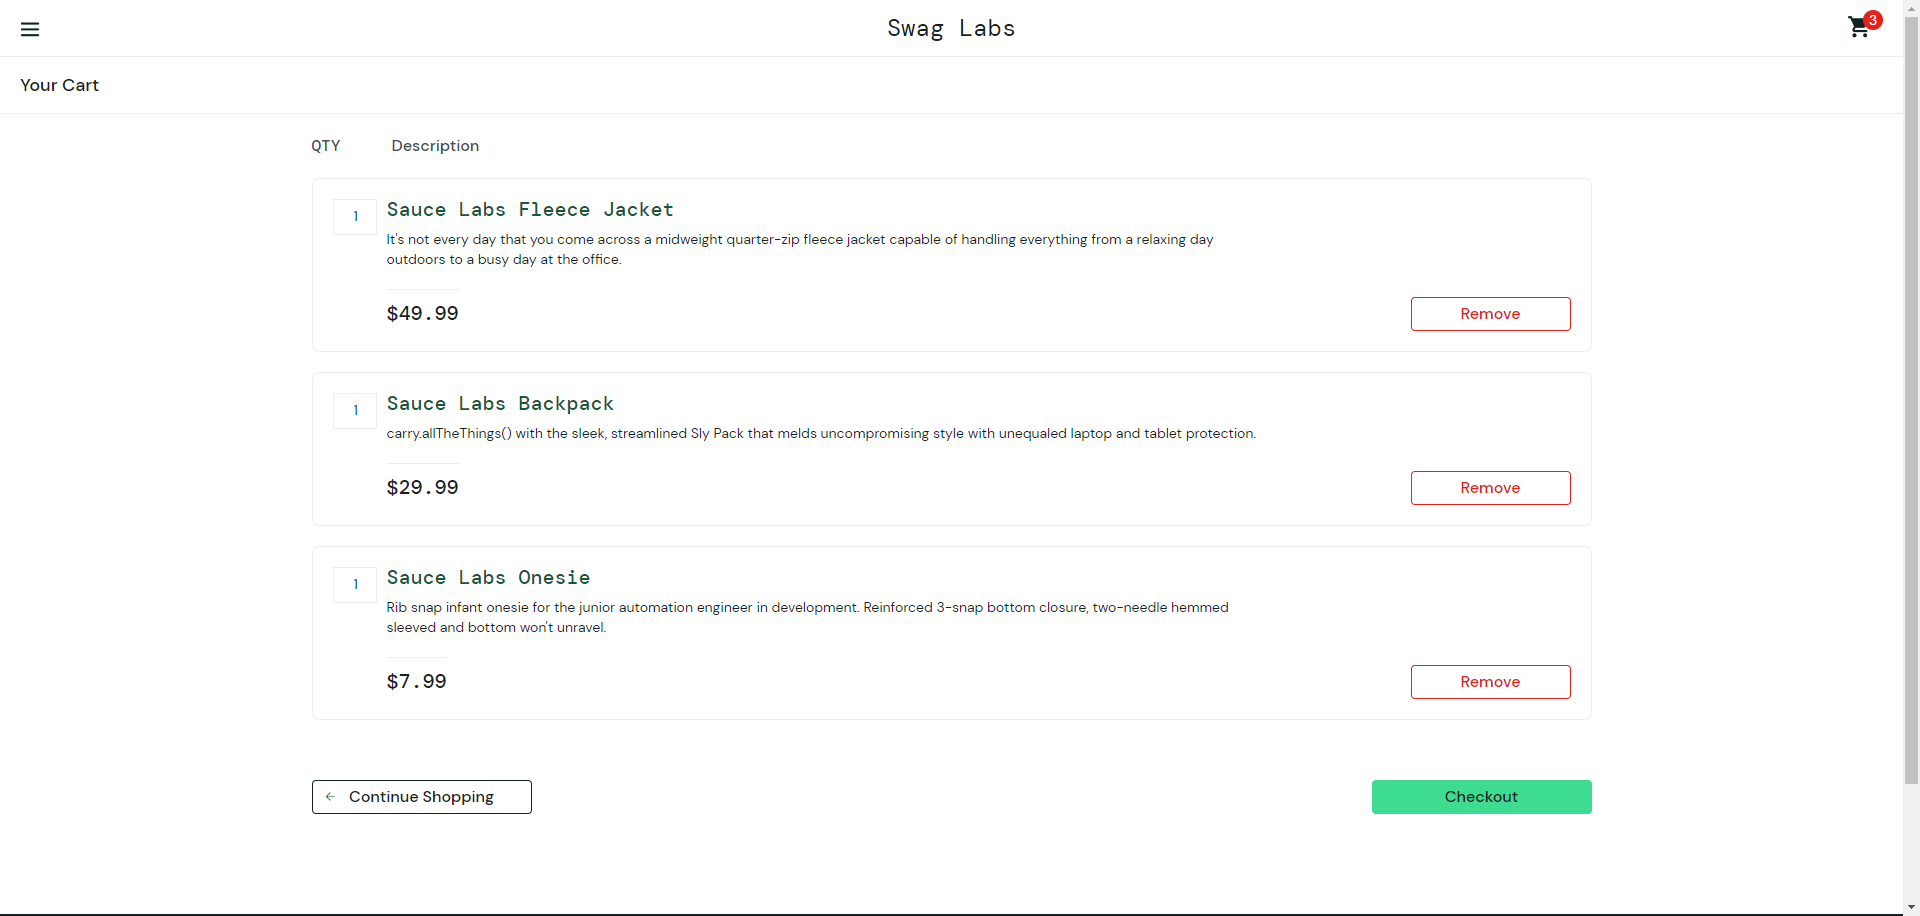 Swag Labs
3
Your Cart
QTY Description
1
Sauce Labs Fleece Jacket
It's not every day that you come across a midweight quarter-zip fleece jacket capable of handling everything from a relaxing day
outdoors to a busy day at the office.
$49.99
Remove
1
Sauce Labs Backpack
carry.allTheThings() with the sleek, streamlined Sly Pack that melds uncompromising style with unequaled laptop and tablet protection.
$29.99
Remove
1
Sauce Labs Onesie
Rib snap infant onesie for the junior automation engineer in development. Reinforced 3-snap bottom closure, two-needle hemmed
sleeved and bottom won't unravel.
$7.99
Remove
Continue Shopping
Checkout